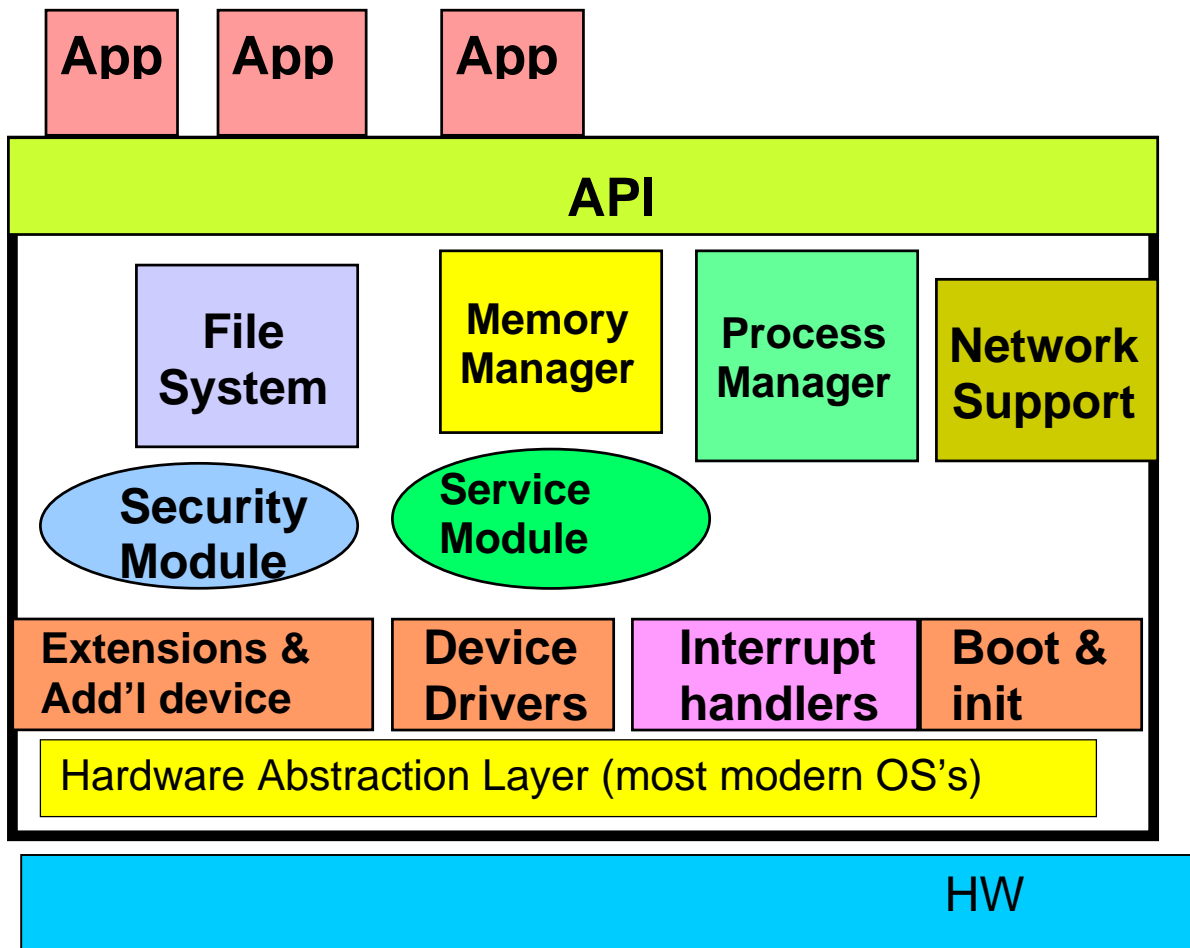 App App App
API
File
System
Memory
Manager
Process
Manager
Network
Support
Security
Module
Service
Module
Extensions &
Add’l device
Device
Drivers
Interrupt
handlers
Boot &
init
Hardware Abstraction Layer (most modern OS’s)
HW